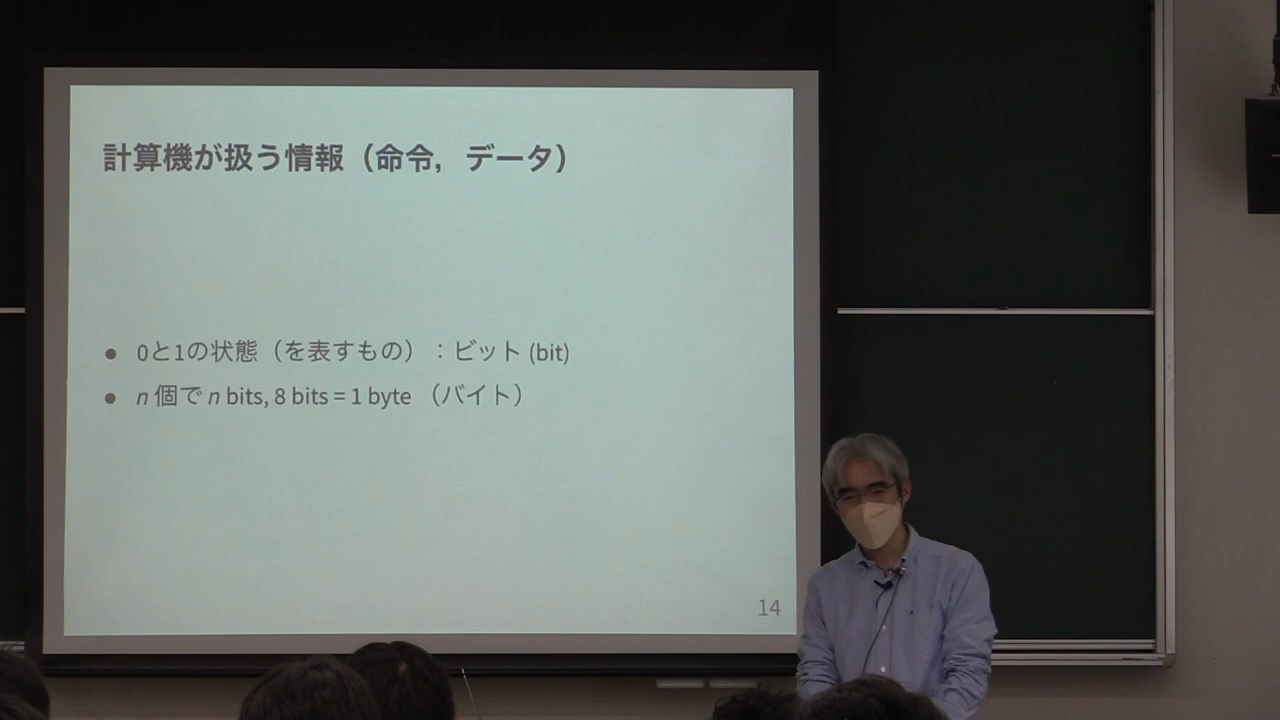 計算機が扱う情報（命令，データ）
● 0と1の状態（を表すもの）：ビット (bit)
● n 個で n bits, 8 bits = 1 byte （バイト）
14